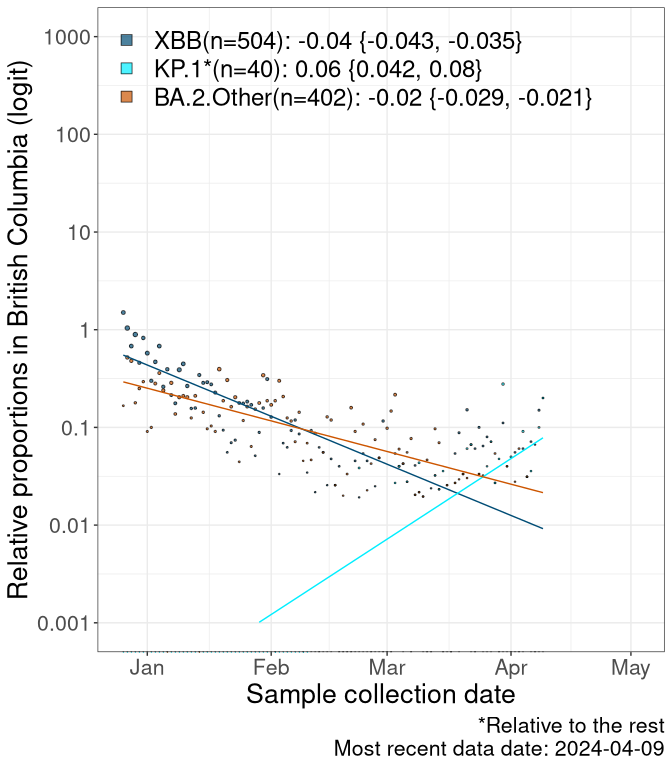 XBB(n=504): -0.04 {-0.043, -0.035}
KP.1*(n=40): 0.06 {0.042, 0.08}
BA.2.Other(n=402): -0.02 {-0.029, -0.021}
Relative proportions in British Columbia (logit)
1000
100
10
1
0.1
0.01
0.001
Jan Feb Mar Apr May
Sample collection date
*Relative to the rest
Most recent data date: 2024-04-09